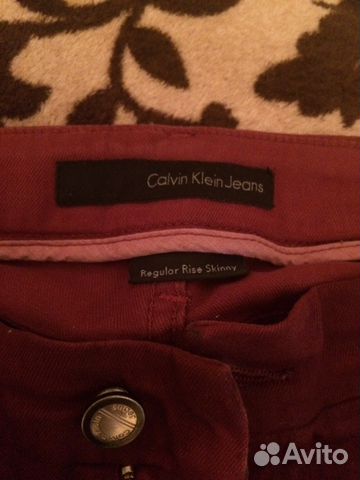 Calvin Klein Jeans
Regular Rise Skinny
Avito